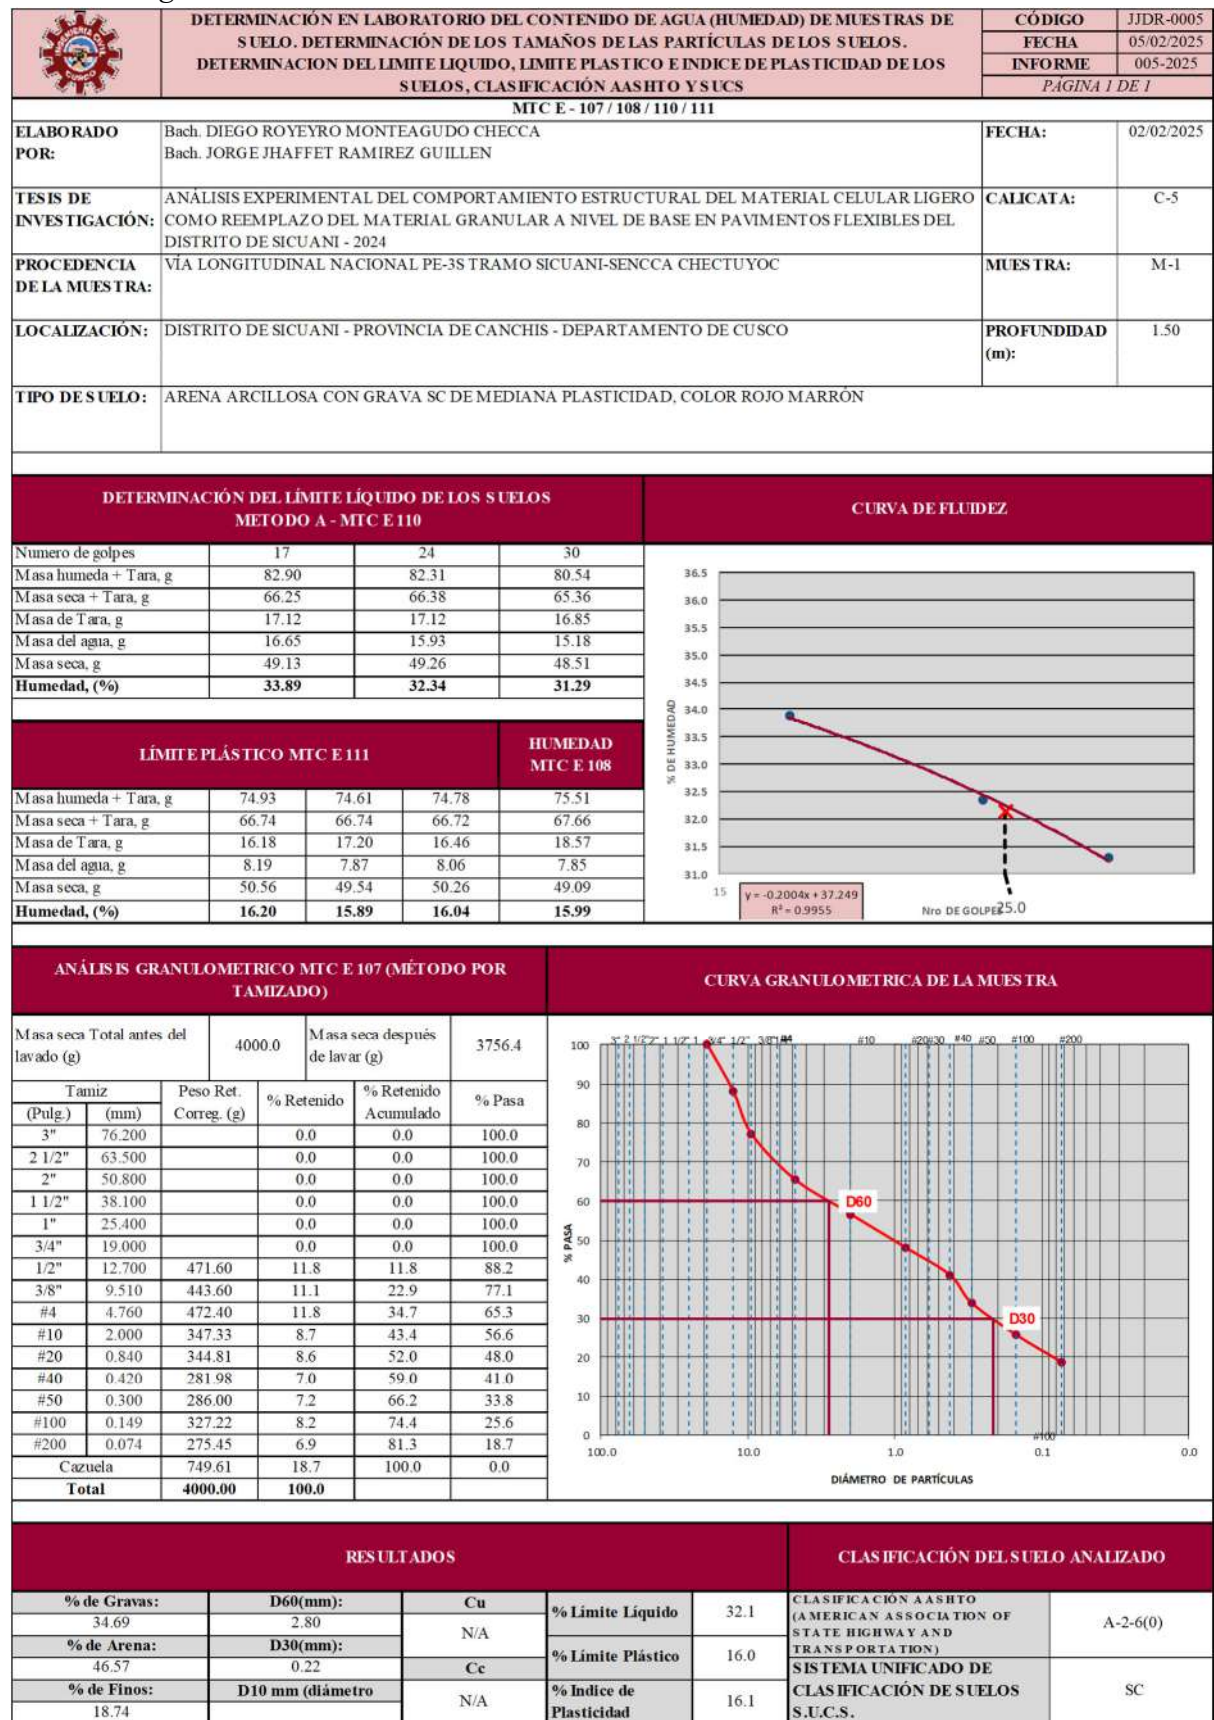 INGENIERIA CIVIL
CUSCO
DETERMINACIÓN EN LABORATORIO DEL CONTENIDO DE AGUA (HUMEDAD) DE MUESTRAS DE
SUELO. DETERMINACIÓN DE LOS TAMAÑOS DE LAS PARTÍCULAS DE LOS SUELOS.
DETERMINACION DEL LIMITE LIQUIDO, LIMITE PLASTICO E INDICE DE PLASTICIDAD DE LOS
SUELOS, CLASIFICACIÓN AASHTO Y SUCS
CÓDIGO JJDR-0005
FECHA 05/02/2025
INFORME 005-2025
PÁGINA 1 DE 1
MTC E - 107 / 108 / 110 / 111
ELABORADO POR: Bach. DIEGO ROYEYRO MONTEAGUDO CHECCA
Bach. JORGE JHAFFET RAMIREZ GUILLEN
FECHA: 02/02/2025
TESIS DE INVESTIGACIÓN: ANÁLISIS EXPERIMENTAL DEL COMPORTAMIENTO ESTRUCTURAL DEL MATERIAL CELULAR LIGERO
COMO REEMPLAZO DEL MATERIAL GRANULAR A NIVEL DE BASE EN PAVIMENTOS FLEXIBLES DEL
DISTRITO DE SICUANI - 2024
CALICATA: C-5
PROCEDENCIA DE LA MUESTRA: VÍA LONGITUDINAL NACIONAL PE-3S TRAMO SICUANI-SENCCA CHECTUYOC
MUESTRA: M-1
LOCALIZACIÓN: DISTRITO DE SICUANI - PROVINCIA DE CANCHIS - DEPARTAMENTO DE CUSCO
PROFUNDIDAD (m): 1.50
TIPO DE SUELO: ARENA ARCILLOSA CON GRAVA SC DE MEDIANA PLASTICIDAD, COLOR ROJO MARRÓN
DETERMINACIÓN DEL LÍMITE LÍQUIDO DE LOS SUELOS
METODO A - MTC E 110
Numero de golpes 17 24 30
Masa humeda + Tara, g 82.90 82.31 80.54
Masa seca + Tara, g 66.25 66.38 65.36
Masa de Tara, g 17.12 17.12 16.85
Masa del agua, g 16.65 15.93 15.18
Masa seca, g 49.13 49.26 48.51
Humedad, (%) 33.89 32.34 31.29
CURVA DE FLUIDEZ
36.5
36.0
35.5
35.0
34.5
34.0
33.5
33.0
32.5
32.0
31.5
31.0
% DE HUMEDAD
15
y = -0.2004x + 37.249
R² = 0.9955
Nro DE GOLPES
25.0
LÍMITE PLÁSTICO MTC E 111
HUMEDAD
MTC E 108
Masa humeda + Tara, g 74.93 74.61 74.78 75.51
Masa seca + Tara, g 66.74 66.74 66.72 67.66
Masa de Tara, g 16.18 17.20 16.46 18.57
Masa del agua, g 8.19 7.87 8.06 7.85
Masa seca, g 50.56 49.54 50.26 49.09
Humedad, (%) 16.20 15.89 16.04 15.99
ANÁLISIS GRANULOMETRICO MTC E 107 (MÉTODO POR
TAMIZADO)
Masa seca Total antes del lavado (g) 4000.0 Masa seca después de lavar (g) 3756.4
Tamiz Peso Ret. Correg. (g) % Retenido % Retenido Acumulado % Pasa
(Pulg.) (mm)
3" 76.200 0.0 0.0 100.0
2 1/2" 63.500 0.0 0.0 100.0
2" 50.800 0.0 0.0 100.0
1 1/2" 38.100 0.0 0.0 100.0
1" 25.400 0.0 0.0 100.0
3/4" 19.000 0.0 0.0 100.0
1/2" 12.700 471.60 11.8 11.8 88.2
3/8" 9.510 443.60 11.1 22.9 77.1
#4 4.760 472.40 11.8 34.7 65.3
#10 2.000 347.33 8.7 43.4 56.6
#20 0.840 344.81 8.6 52.0 48.0
#40 0.420 281.98 7.0 59.0 41.0
#50 0.300 286.00 7.2 66.2 33.8
#100 0.149 327.22 8.2 74.4 25.6
#200 0.074 275.45 6.9 81.3 18.7
Cazuela 749.61 18.7 100.0 0.0
Total 4000.00 100.0
CURVA GRANULOMETRICA DE LA MUESTRA
3" 2 1/2" 2" 1 1/2" 1 3/4" 1/2" 3/8" #4 #10 #20 #30 #40 #50 #100 #200
100
90
80
70
60
50
40
30
20
10
0
% PASA
D60
D30
#100
100.0 10.0 1.0 0.1 0.0
DIÁMETRO DE PARTÍCULAS
RESULTADOS
% de Gravas: D60(mm): Cu
34.69 2.80 N/A
% de Arena: D30(mm): Cc
46.57 0.22 N/A
% de Finos: D10 mm (diámetro
18.74
% Límite Líquido 32.1
% Límite Plástico 16.0
% Indice de Plasticidad 16.1
CLASIFICACIÓN DEL SUELO ANALIZADO
CLASIFICACIÓN AASHTO
(AMERICAN ASSOCIATION OF
STATE HIGHWAY AND
TRANSPORTATION)
A-2-6(0)
SISTEMA UNIFICADO DE
CLASIFICACIÓN DE SUELOS
S.U.C.S.
SC